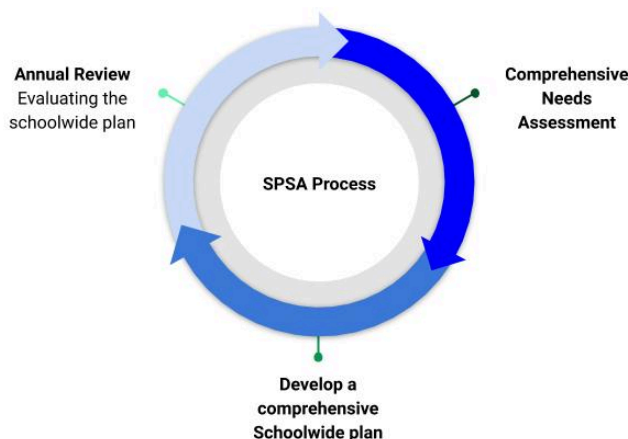 Annual Review
Evaluating the
schoolwide plan
Comprehensive
Needs
Assessment
SPSA Process
Develop a
comprehensive
Schoolwide plan